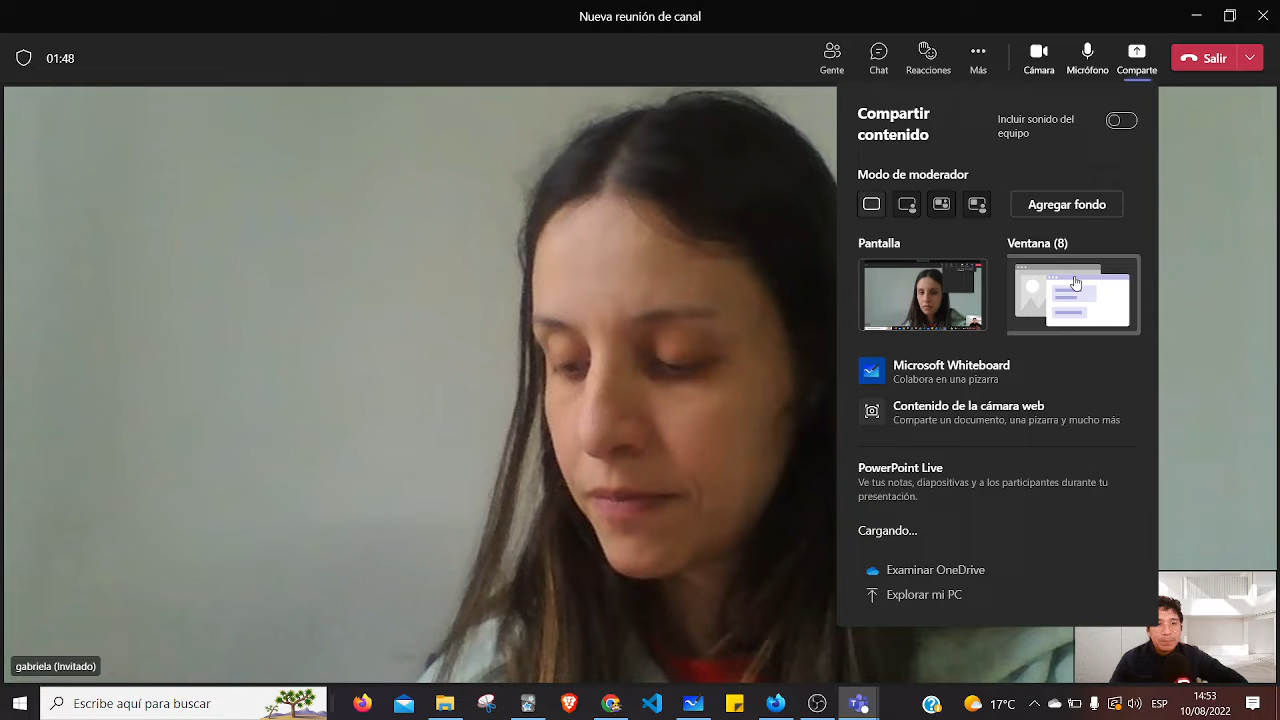 Nueva reunión de canal
01:48
Gente
Chat
Reacciones
Más
Cámara
Micrófono
Comparte
Salir
Compartir
contenido
Incluir sonido del
equipo
Modo de moderador
Agregar fondo
Pantalla
Ventana (8)
Microsoft Whiteboard
Colabora en una pizarra
Contenido de la cámara web
Comparte un documento, una pizarra y mucho más
PowerPoint Live
Ve tus notas, diapositivas y a los participantes durante tu
presentación.
Cargando...
Examinar OneDrive
Explorar mi PC
gabriela (Invitado)
Escribe aquí para buscar
17°C
ESP
14:53
10/08/2022